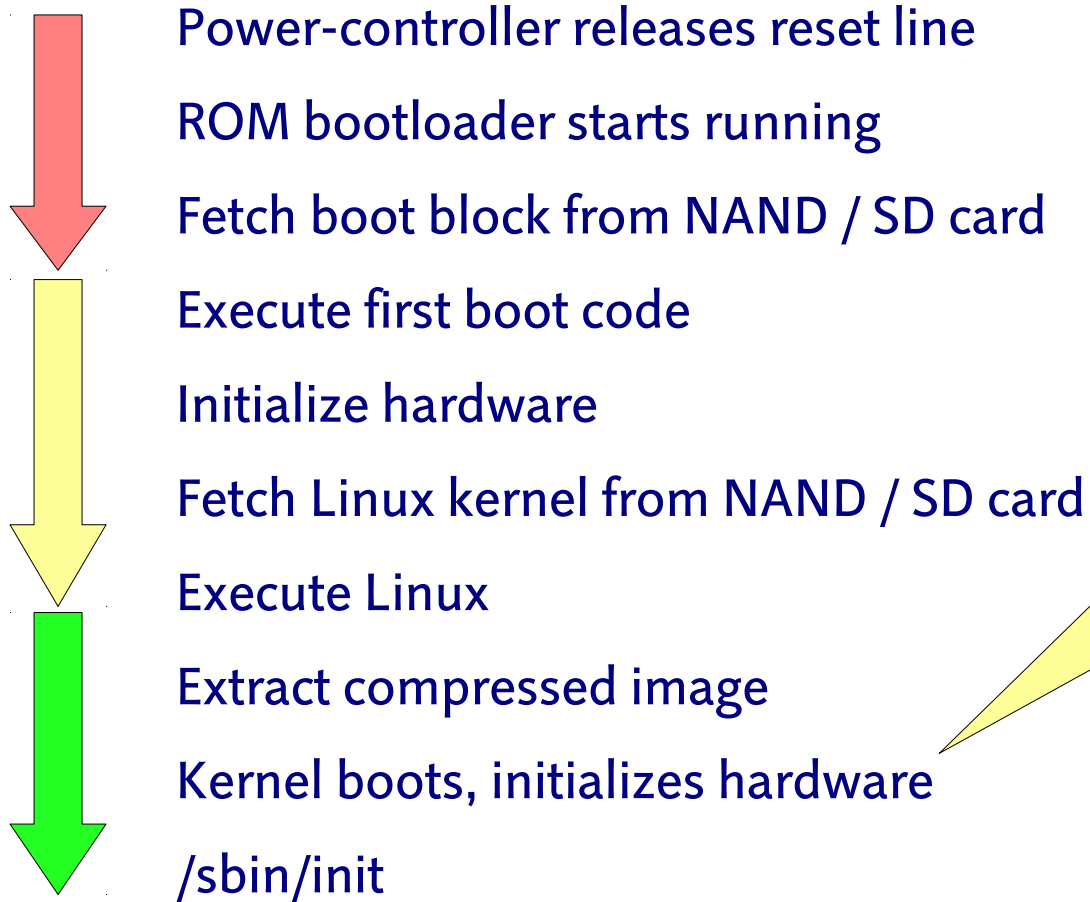 Power-controller releases reset line
ROM bootloader starts running
Fetch boot block from NAND / SD card
Execute first boot code
Initialize hardware
Fetch Linux kernel from NAND / SD card
Execute Linux
Extract compressed image
Kernel boots, initializes hardware
/sbin/init